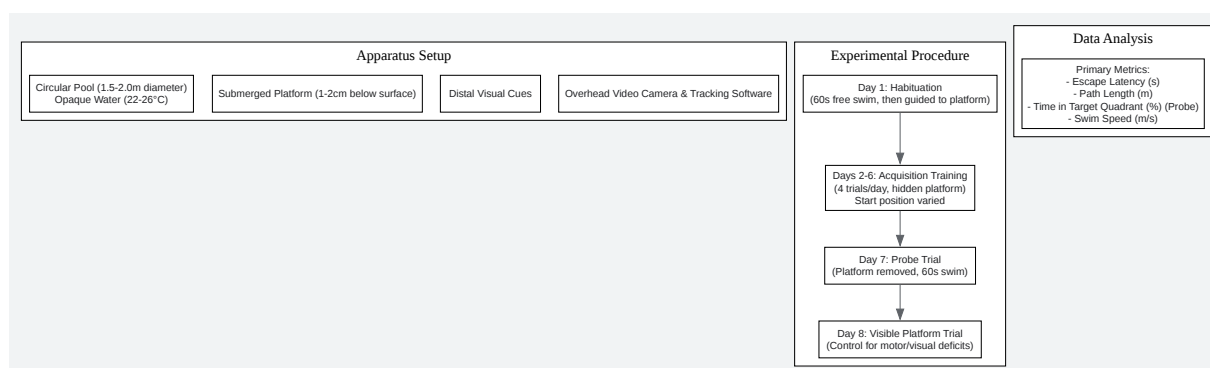 Apparatus Setup
Circular Pool (1.5-2.0m diameter)
Opaque Water (22-26°C)
Submerged Platform (1-2cm below surface)
Distal Visual Cues
Overhead Video Camera & Tracking Software
Experimental Procedure
Day 1: Habituation
(60s free swim, then guided to platform)
Days 2-6: Acquisition Training
(4 trials/day, hidden platform)
Start position varied
Day 7: Probe Trial
(Platform removed, 60s swim)
Day 8: Visible Platform Trial
(Control for motor/visual deficits)
Data Analysis
Primary Metrics:
- Escape Latency (s)
- Path Length (m)
- Time in Target Quadrant (%) (Probe)
- Swim Speed (m/s)